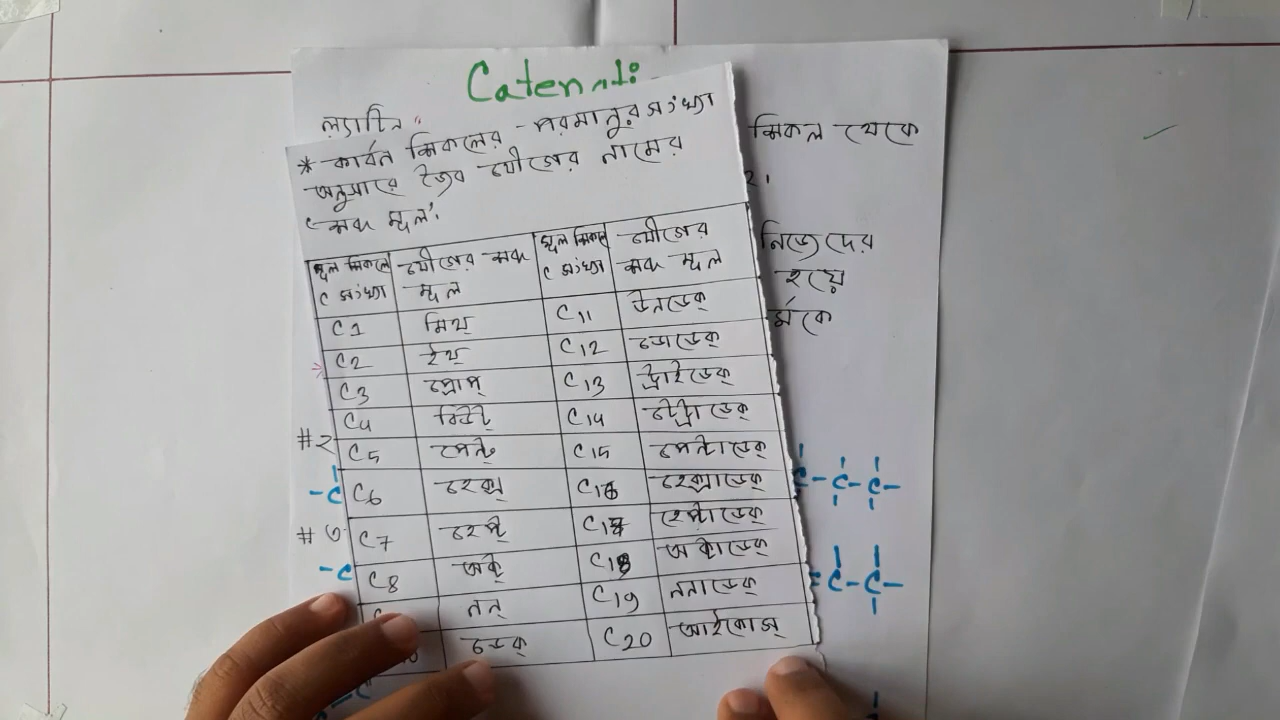 Catenati
ল্যাটিন
শিকল থেকে
নিজেদের
হয়ে
#২
#৩
* কার্বন শিকলের পরমানুর সংখ্যা
অনুসারে জৈব যৌগের নামের
শব্দ মূল।
মূল শিকলে C সংখ্যা | যৌগের শব্দ মূল | মূল শিকলে C সংখ্যা | যৌগের শব্দ মূল
C1 | মিথ্ | C11 | উনডেক্
C2 | ইথ্ | C12 | ডোডেক্
C3 | প্রোপ্ | C13 | ট্রাইডেক্
C4 | বিউট্ | C14 | টেট্রাডেক্
C5 | পেন্ট্ | C15 | পেন্টাডেক্
C6 | হেক্স্ | C16 | হেক্সাডেক্
C7 | হেপ্ট্ | C17 | হেপ্টাডেক্
C8 | অক্ট্ | C18 | অক্টাডেক্
নন্ | C19 | ননাডেক্
ডেক্ | C20 | আইকোস্